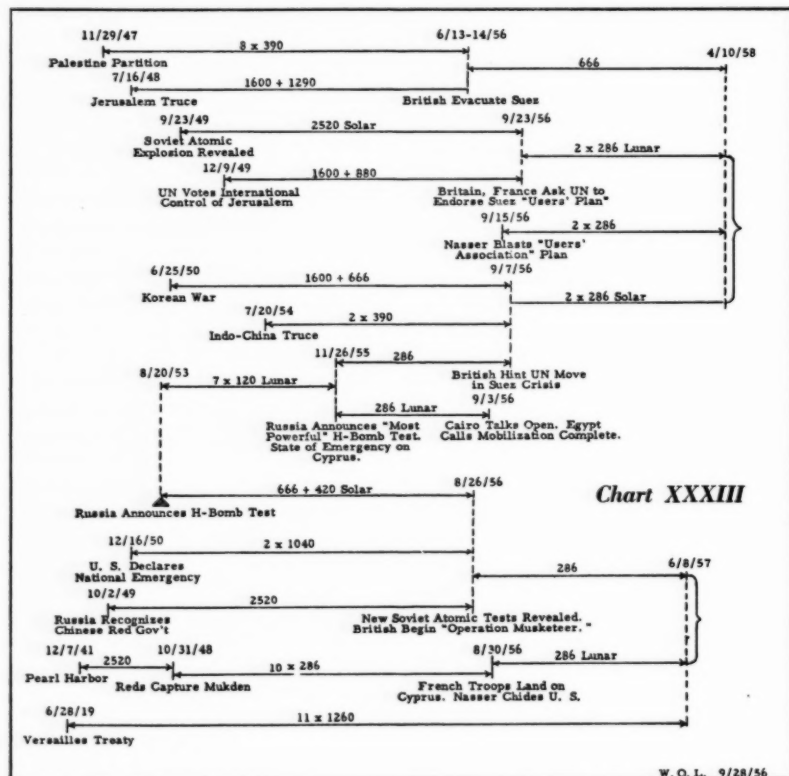 11/29/47 8 x 390 6/13-14/56
666 4/10/58
Palestine Partition
7/16/48 1600 + 1290
Jerusalem Truce British Evacuate Suez
9/23/49 2520 Solar 9/23/56
Soviet Atomic
Explosion Revealed
2 x 286 Lunar
12/9/49 1600 + 880
UN Votes International
Control of Jerusalem
Britain, France Ask UN to
Endorse Suez "Users' Plan"
9/15/56 2 x 286
Nasser Blasts "Users'
Association" Plan
6/25/50 1600 + 666 9/7/56
Korean War
2 x 286 Solar
7/20/54 2 x 390
Indo-China Truce
11/26/55 286
British Hint UN Move
in Suez Crisis
8/20/53 7 x 120 Lunar
9/3/56
286 Lunar
Russia Announces "Most
Powerful" H-Bomb Test.
State of Emergency on
Cyprus.
Cairo Talks Open. Egypt
Calls Mobilization Complete.
666 + 420 Solar 8/26/56
Russia Announces H-Bomb Test
Chart XXXIII
12/16/50 2 x 1040
U. S. Declares
National Emergency
286 6/8/57
10/2/49 2520
Russia Recognizes
Chinese Red Gov't
New Soviet Atomic Tests Revealed.
British Begin "Operation Musketeer."
12/7/41 2520 10/31/48 10 x 286 8/30/56 286 Lunar
Pearl Harbor Reds Capture Mukden
French Troops Land on
Cyprus. Nasser Chides U. S.
6/28/19 11 x 1260
Versailles Treaty
W. O. L. 9/28/56